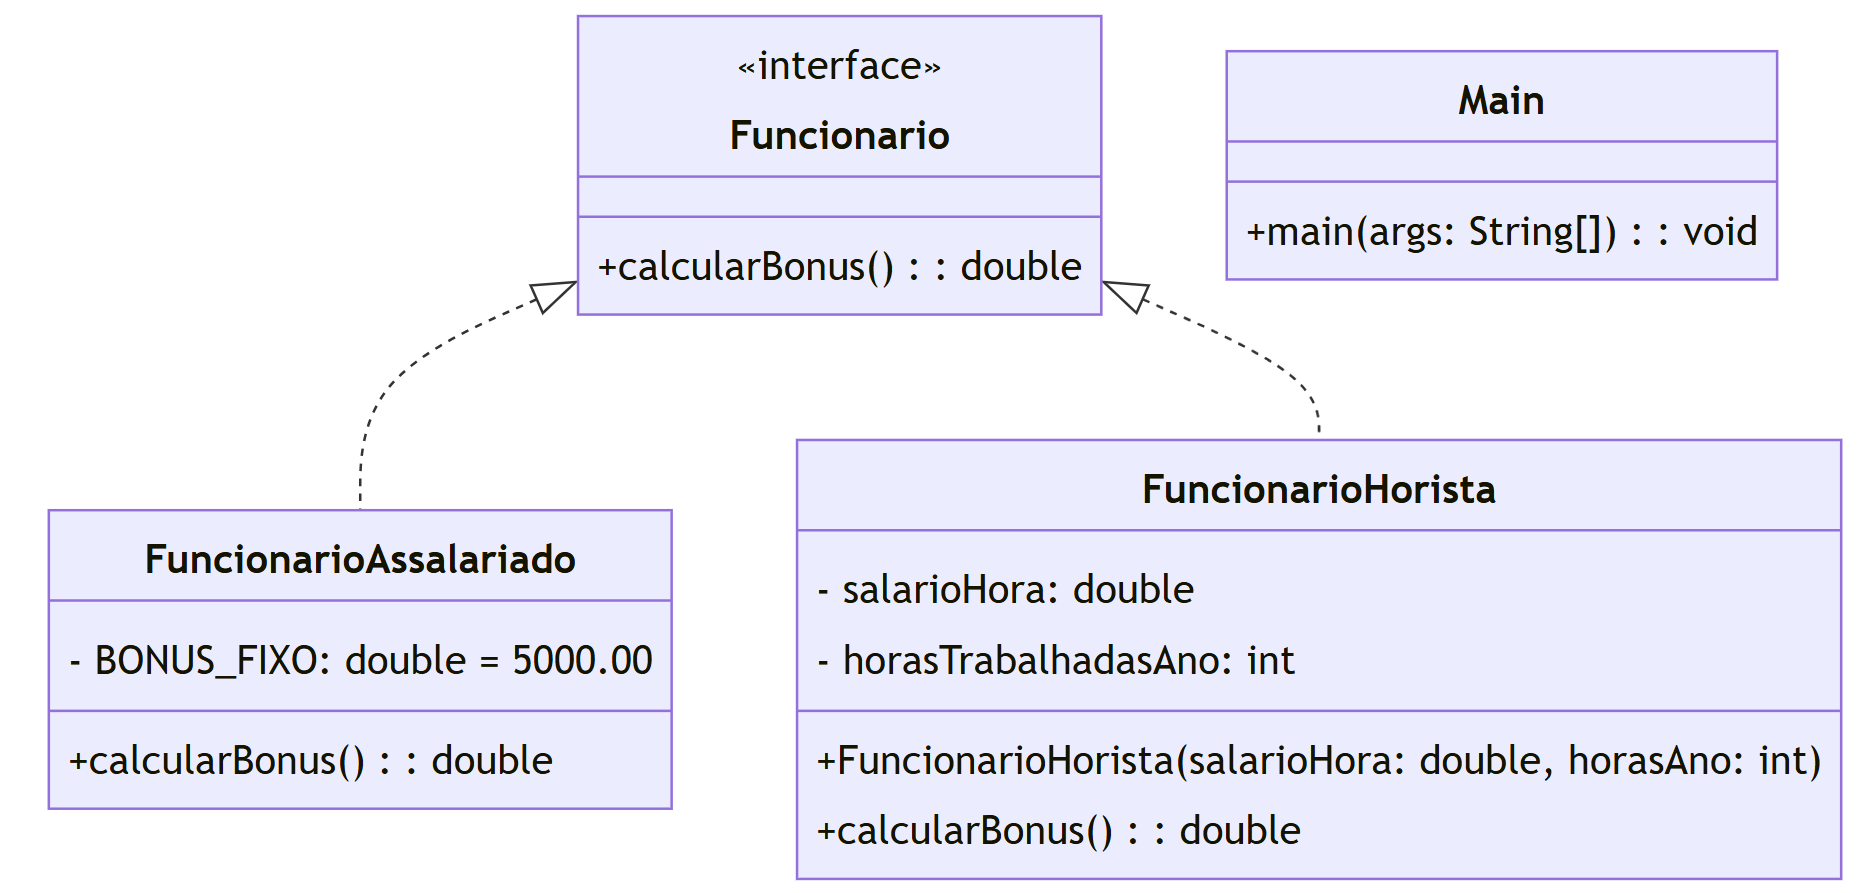 «interface»
Funcionario
+calcularBonus() : : double
Main
+main(args: String[]) : : void
FuncionarioAssalariado
- BONUS_FIXO: double = 5000.00
+calcularBonus() : : double
FuncionarioHorista
- salarioHora: double
- horasTrabalhadasAno: int
+FuncionarioHorista(salarioHora: double, horasAno: int)
+calcularBonus() : : double